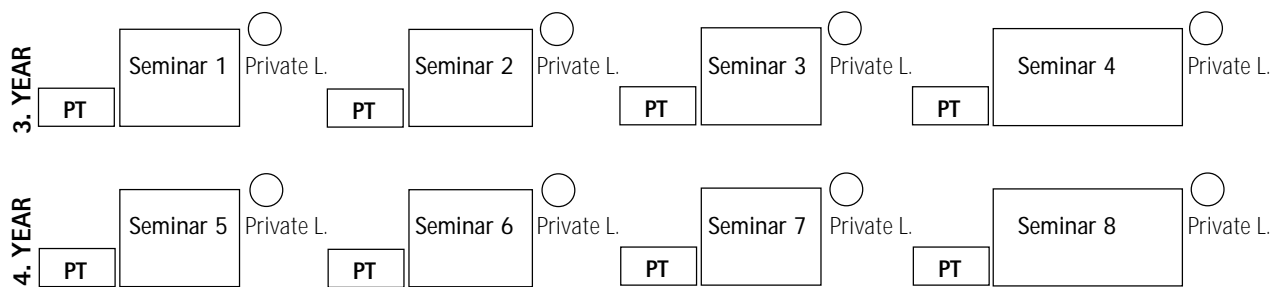 3. YEAR
Seminar 1 Private L. Seminar 2 Private L. Seminar 3 Private L. Seminar 4 Private L.
PT PT PT PT
4. YEAR
Seminar 5 Private L. Seminar 6 Private L. Seminar 7 Private L. Seminar 8 Private L.
PT PT PT PT